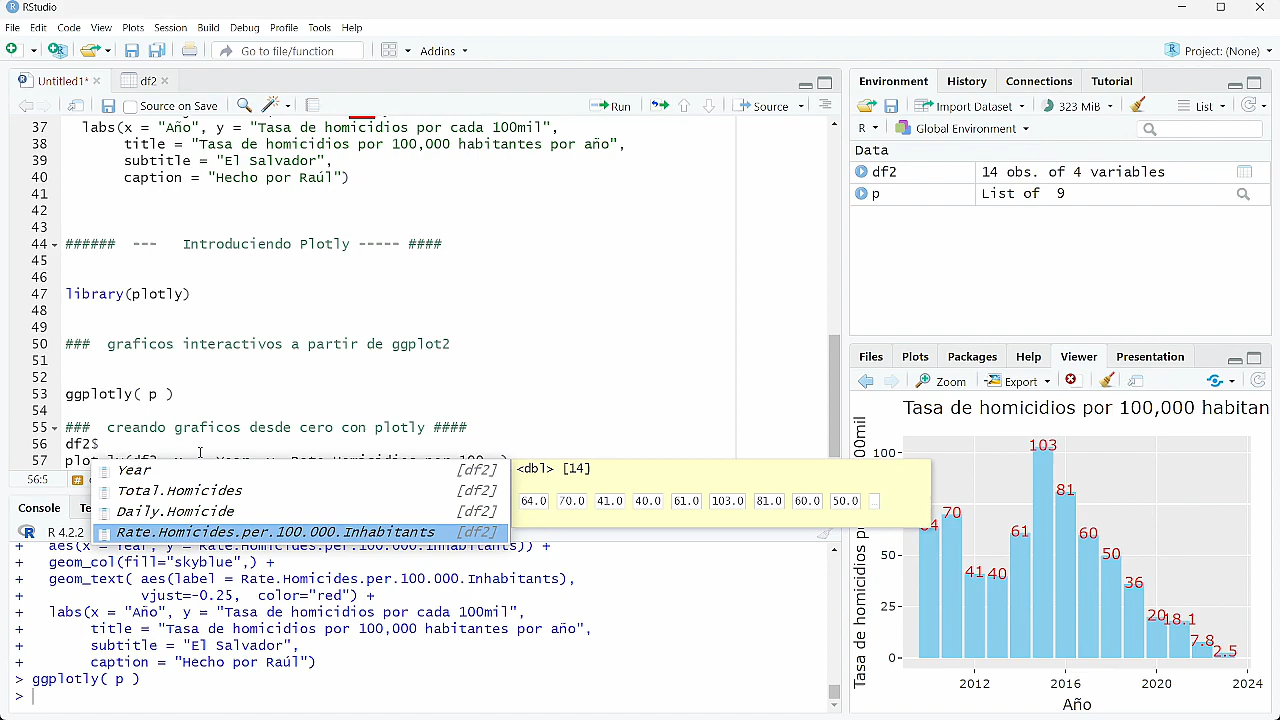 RStudio
File Edit Code View Plots Session Build Debug Profile Tools Help
Go to file/function Addins Project: (None)
Untitled1* df2
Source on Save Run Source
37 labs(x = "Año", y = "Tasa de homicidios por cada 100mil",
38 title = "Tasa de homicidios por 100,000 habitantes por año",
39 subtitle = "El Salvador",
40 caption = "Hecho por Raúl")
41
42
43
44 ###### --- Introduciendo Plotly ----- ####
45
46
47 library(plotly)
48
49
50 ### graficos interactivos a partir de ggplot2
51
52
53 ggplotly( p )
54
55 ### creando graficos desde cero con plotly ####
56 df2$
57
Year [df2]
Total.Homicides [df2]
Daily.Homicide [df2]
Rate.Homicides.per.100.000.Inhabitants [df2]
<dbl> [14]
64.0 70.0 41.0 40.0 61.0 103.0 81.0 60.0 50.0 …
56:5
Console
R 4.2.2
+ aes(x = Year, y = Rate.Homicides.per.100.000.Inhabitants)) +
+ geom_col(fill="skyblue",) +
+ geom_text( aes(label = Rate.Homicides.per.100.000.Inhabitants),
+ vjust=-0.25, color="red") +
+ labs(x = "Año", y = "Tasa de homicidios por cada 100mil",
+ title = "Tasa de homicidios por 100,000 habitantes por año",
+ subtitle = "El Salvador",
+ caption = "Hecho por Raúl")
> ggplotly( p )
>
Environment History Connections Tutorial
Import Dataset 323 MiB List
R Global Environment
Data
df2 14 obs. of 4 variables
p List of 9
Files Plots Packages Help Viewer Presentation
Zoom Export
Tasa de homicidios por 100,000 habitan
Tasa de homicidios p 00mil
100
50
25
0
64 70 41 40 61 103 81 60 50 36 20 18.1 7.8 2.5
2012 2016 2020 2024
Año